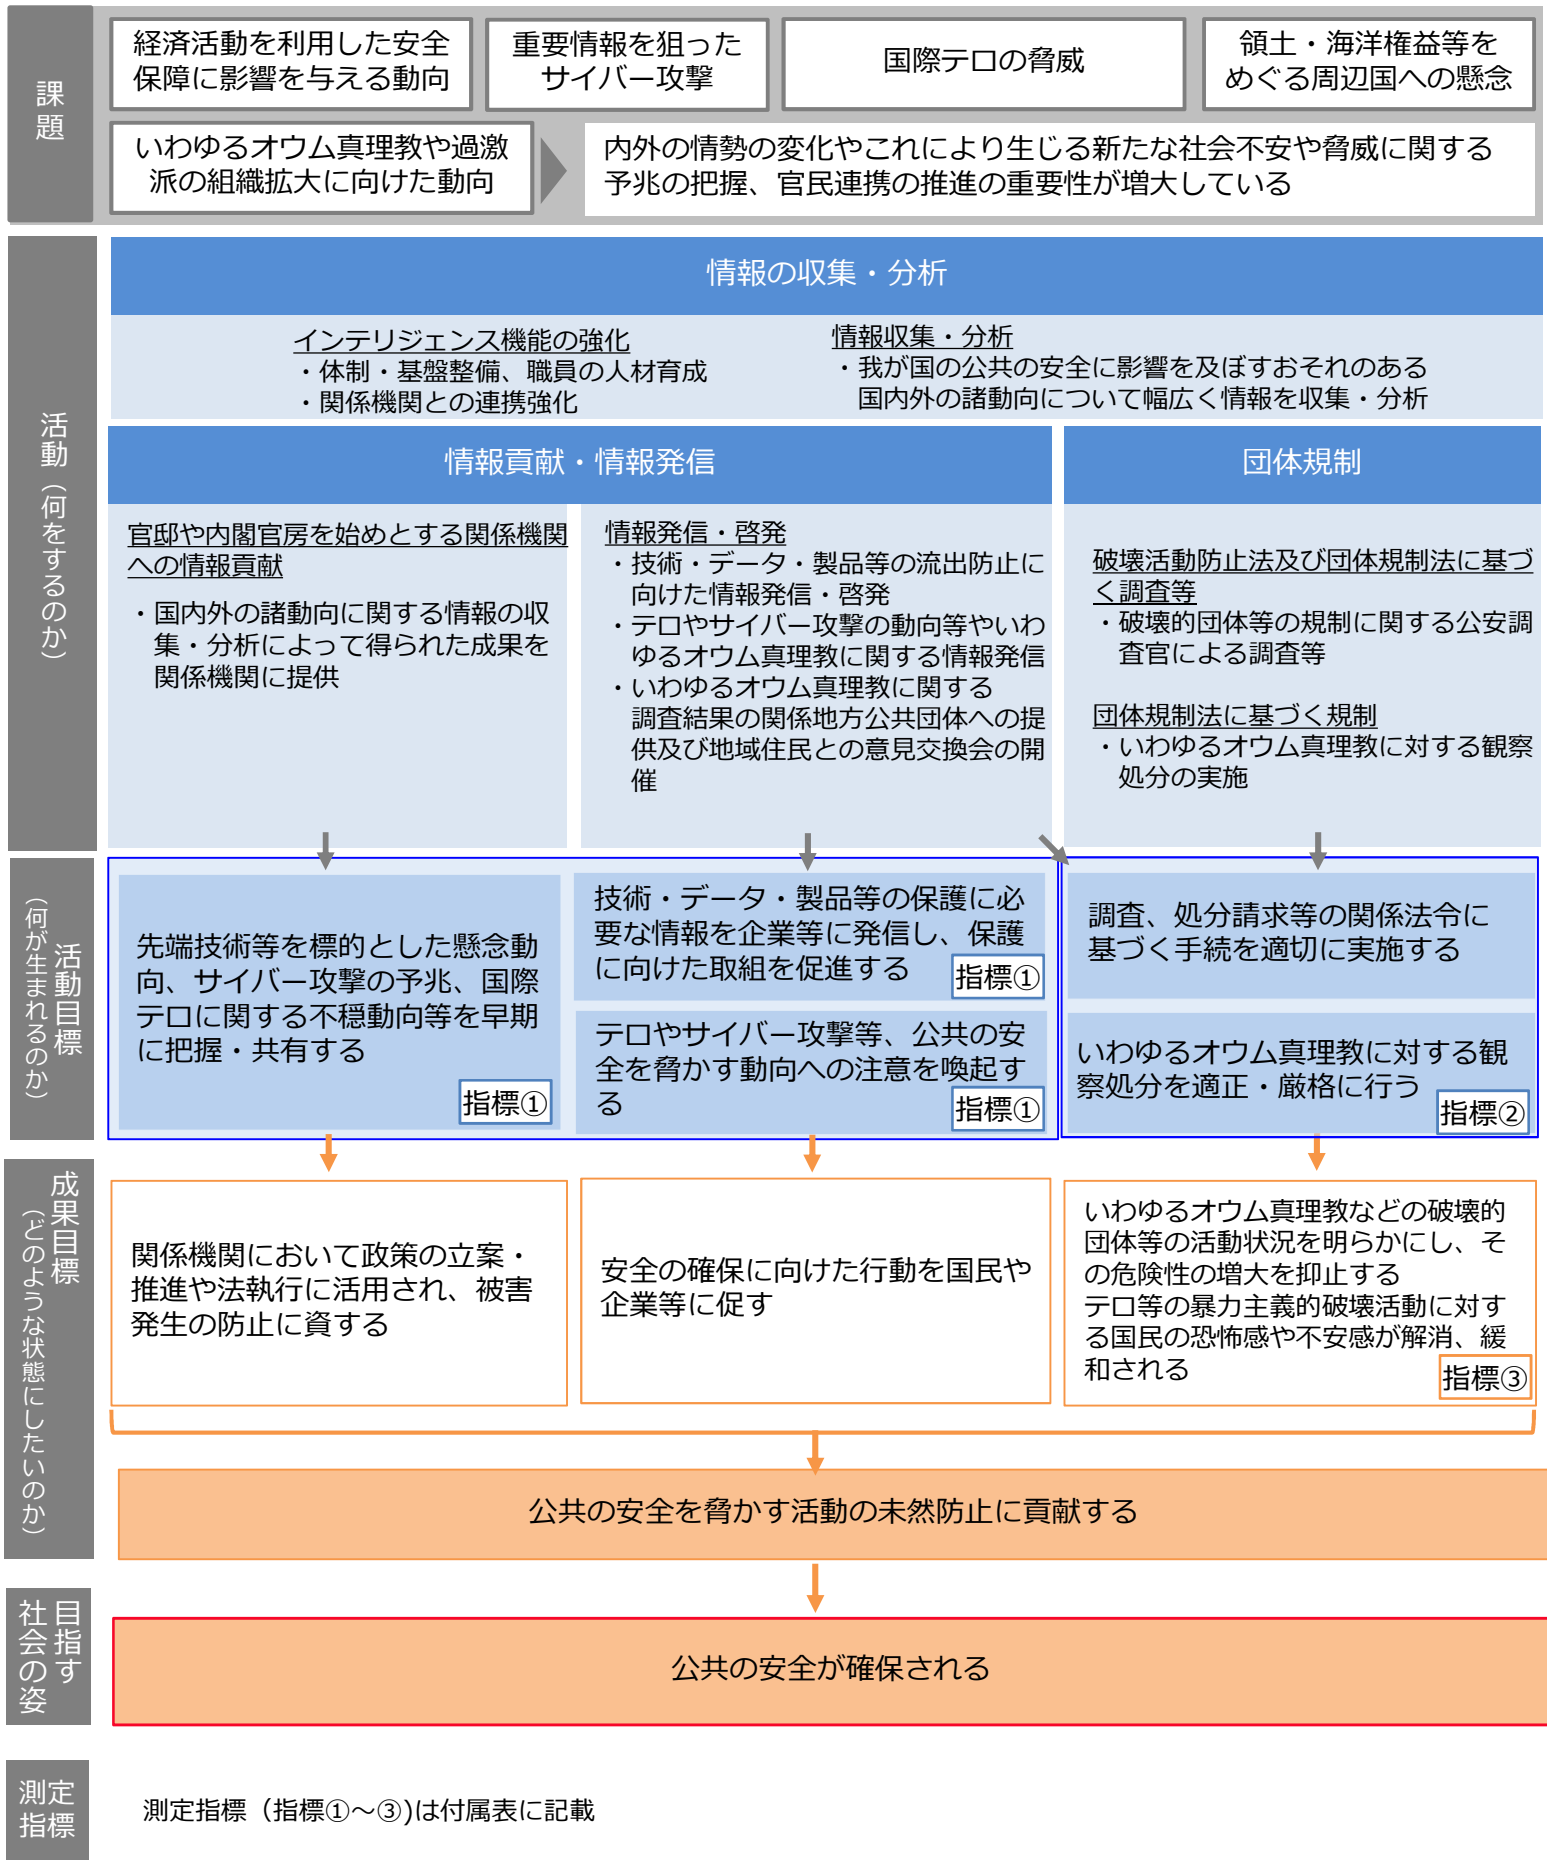 課題
経済活動を利用した安全
保障に影響を与える動向
重要情報を狙った
サイバー攻撃
国際テロの脅威
領土・海洋権益等を
めぐる周辺国への懸念
いわゆるオウム真理教や過激
派の組織拡大に向けた動向
内外の情勢の変化やこれにより生じる新たな社会不安や脅威に関する
予兆の把握、官民連携の推進の重要性が増大している
活動（何をするのか）
情報の収集・分析
インテリジェンス機能の強化
・体制・基盤整備、職員の人材育成
・関係機関との連携強化
情報収集・分析
・我が国の公共の安全に影響を及ぼすおそれのある
国内外の諸動向について幅広く情報を収集・分析
情報貢献・情報発信
官邸や内閣官房を始めとする関係機関
への情報貢献
・国内外の諸動向に関する情報の収
集・分析によって得られた成果を
関係機関に提供
情報発信・啓発
・技術・データ・製品等の流出防止に
向けた情報発信・啓発
・テロやサイバー攻撃の動向等やいわ
ゆるオウム真理教に関する情報発信
・いわゆるオウム真理教に関する
調査結果の関係地方公共団体への提
供及び地域住民との意見交換会の開
催
団体規制
破壊活動防止法及び団体規制法に基づ
く調査等
・破壊的団体等の規制に関する公安調
査官による調査等
団体規制法に基づく規制
・いわゆるオウム真理教に対する観察
処分の実施
活動目標
（何が生まれるのか）
先端技術等を標的とした懸念動
向、サイバー攻撃の予兆、国際
テロに関する不穏動向等を早期
に把握・共有する
指標①
技術・データ・製品等の保護に必
要な情報を企業等に発信し、保護
に向けた取組を促進する
指標①
テロやサイバー攻撃等、公共の安
全を脅かす動向への注意を喚起す
る
指標①
調査、処分請求等の関係法令に
基づく手続を適切に実施する
いわゆるオウム真理教に対する観
察処分を適正・厳格に行う
指標②
成果目標
（どのような状態にしたいのか）
関係機関において政策の立案・
推進や法執行に活用され、被害
発生の防止に資する
安全の確保に向けた行動を国民や
企業等に促す
いわゆるオウム真理教などの破壊的
団体等の活動状況を明らかにし、そ
の危険性の増大を抑止する
テロ等の暴力主義的破壊活動に対す
る国民の恐怖感や不安感が解消、緩
和される
指標③
公共の安全を脅かす活動の未然防止に貢献する
目指す
社会の姿
公共の安全が確保される
測定
指標
測定指標（指標①～③)は付属表に記載